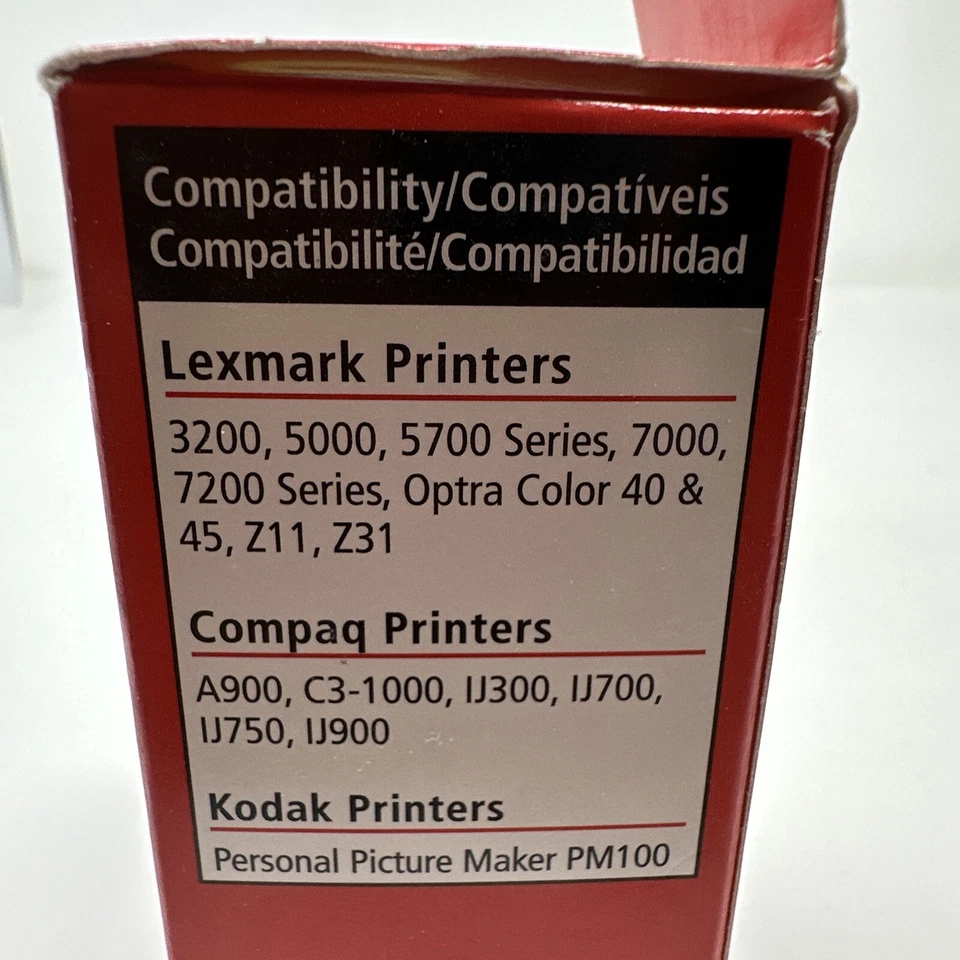 Compatibility/Compatíveis
Compatibilité/Compatibilidad
Lexmark Printers
3200, 5000, 5700 Series, 7000,
7200 Series, Optra Color 40 &
45, Z11, Z31
Compaq Printers
A900, C3-1000, IJ300, IJ700,
IJ750, IJ900
Kodak Printers
Personal Picture Maker PM100